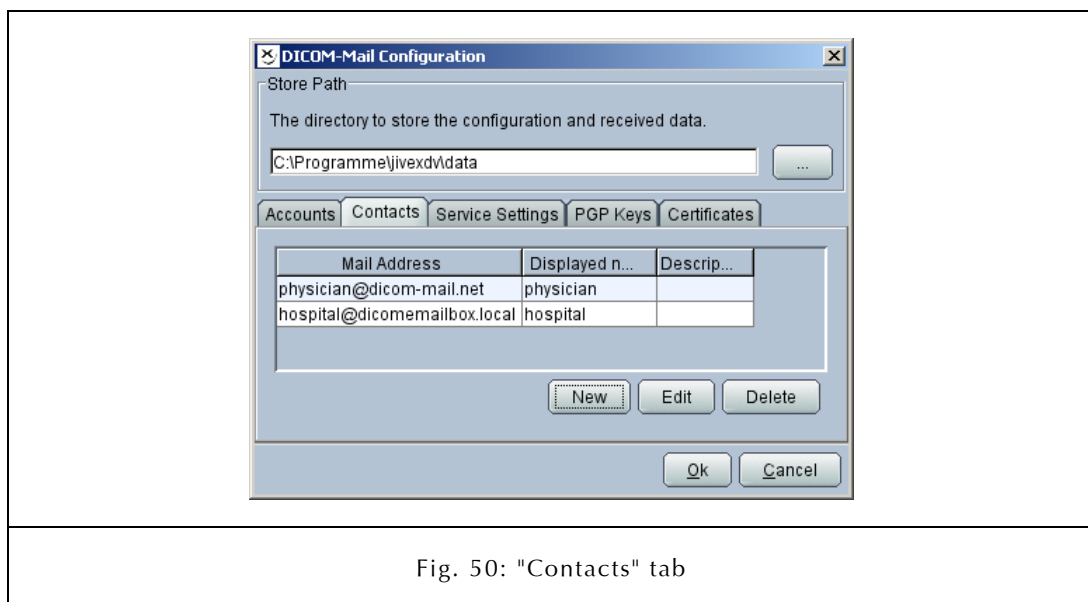 DICOM-Mail Configuration
Store Path
The directory to store the configuration and received data.
C:\Programme\jivexdv\data
...
Accounts Contacts Service Settings PGP Keys Certificates
Mail Address Displayed n... Descrip...
physician@dicom-mail.net physician
hospital@dicomemailbox.local hospital
New Edit Delete
Ok Cancel
Fig. 50: "Contacts" tab